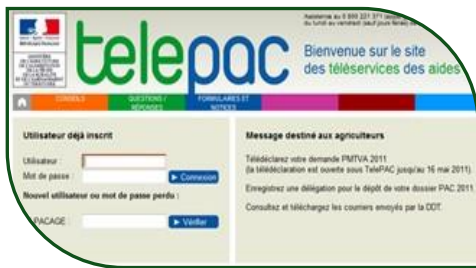 telepac
Bienvenue sur le site
des téléservices des aides
CONSEILS
QUESTIONS /
RÉPONSES
FORMULAIRES ET
NOTICES
Utilisateur déjà inscrit
Utilisateur :
Mot de passe :
Connexion
Nouvel utilisateur ou mot de passe perdu :
PACAGE :
Vérifier
Message destiné aux agriculteurs
Télédéclarez votre demande PMTVA 2011
(la télédéclaration est ouverte sous TelePAC jusqu'au 16 mai 2011).
Enregistrez une délégation pour le dépôt de votre dossier PAC 2011.
Consultez et téléchargez les courriers envoyés par la DDT.